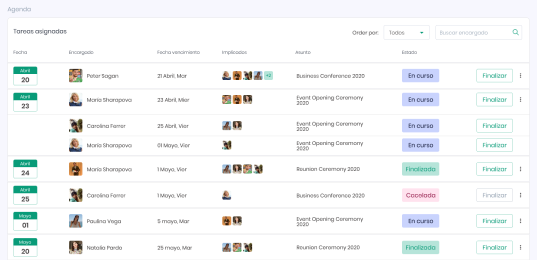 Agenda
Tareas asignadas
Order por: Todos Buscar encargado
Fecha Encargado Fecha vencimiento Implicados Asunto Estado
Abril
20 Peter Sagan 21 Abril, Mar +2 Business Conference 2020 En curso Finalizar
Abril
23 Maria Sharapova 23 Abril, Mier Event Opening Ceremony
2020 En curso Finalizar
Carolina Ferrer 25 Abril, Vier Event Opening Ceremony
2020 En curso Finalizar
Maria Sharapova 01 Mayo, Vier Event Opening Ceremony
2020 En curso Finalizar
Abril
24 Maria Sharapova 1 Mayo, Vier Reunion Ceremony 2020 Finalizada Finalizar
Abril
25 Carolina Ferrer 1 Mayo, Vier Business Conference 2020 Cacelada Finalizar
Mayo
01 Paulina Vega 5 mayo, Mar Event Opening Ceremony
2020 En curso Finalizar
Mayo
20 Natalia Pardo 25 mayo, Mar Reunion Ceremony 2020 Finalizada Finalizar